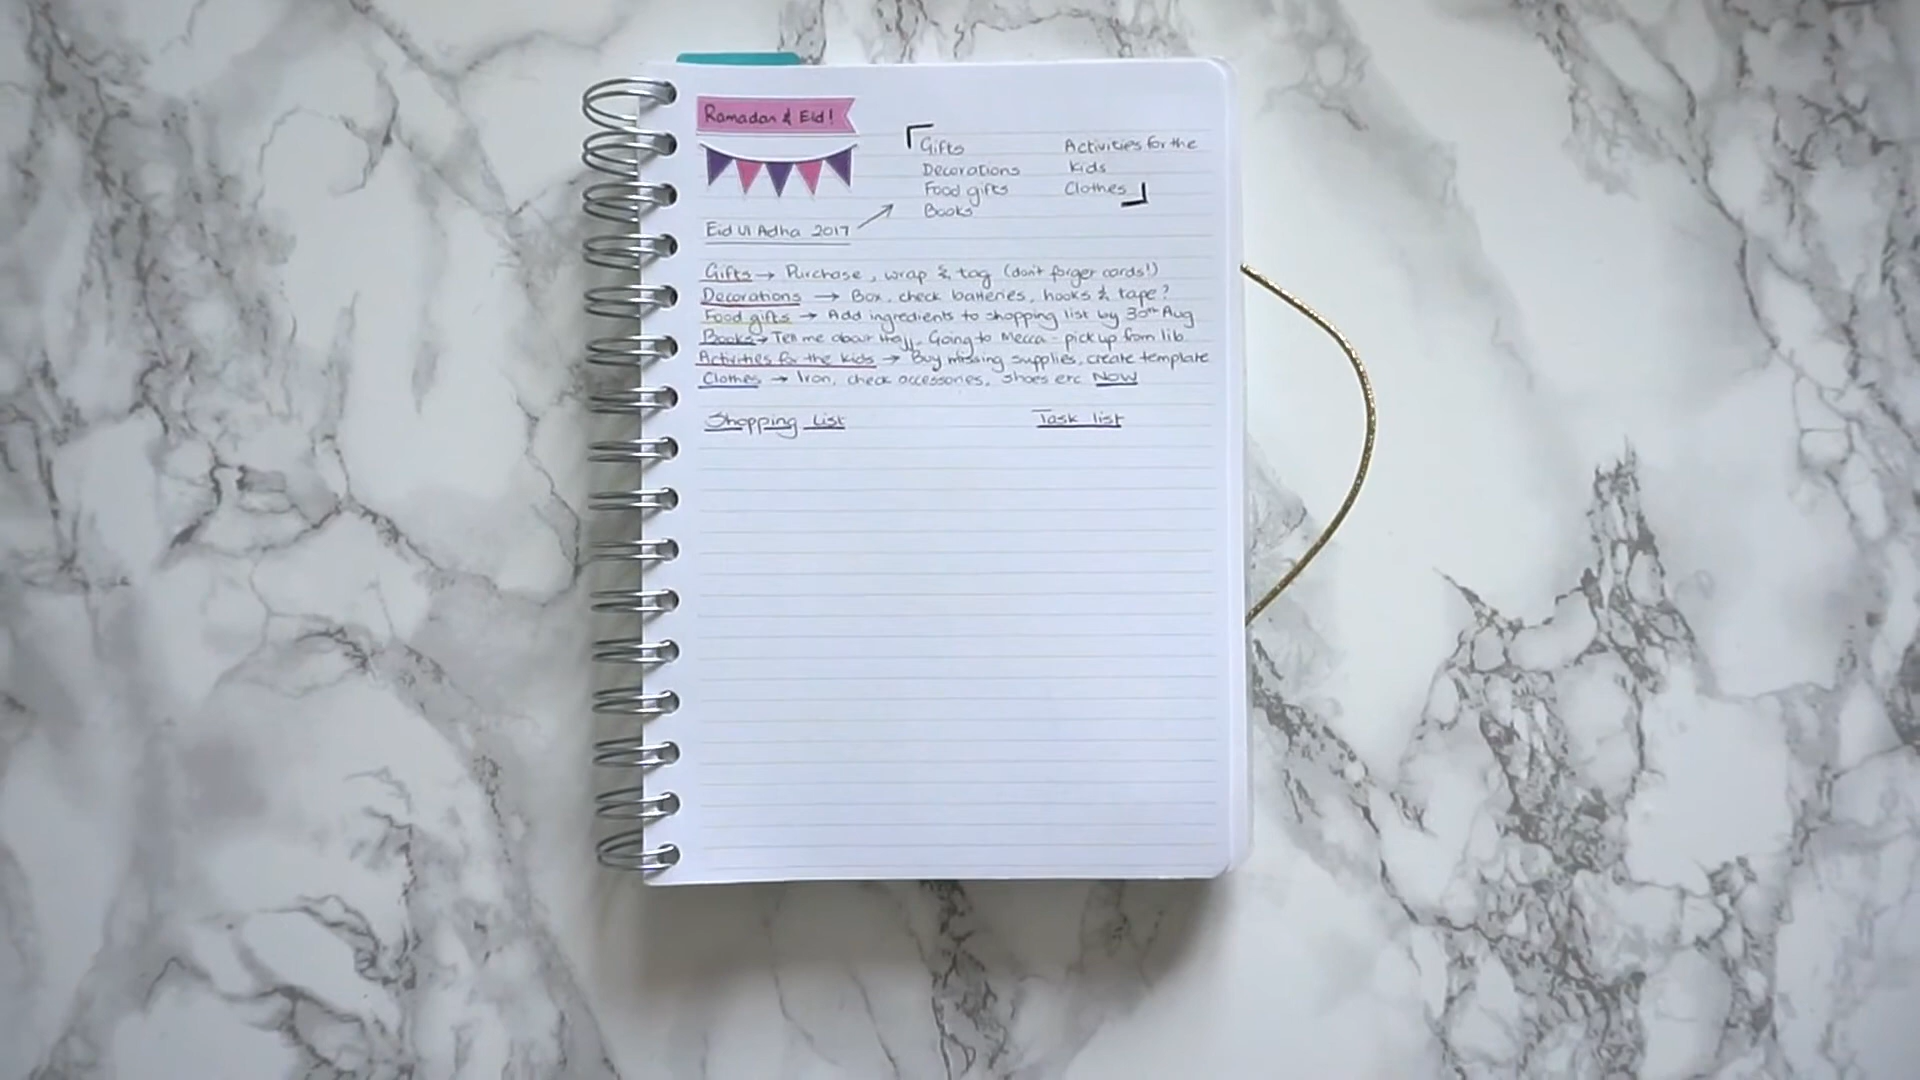 Ramadan & Eid!
Gifts
Decorations
Food gifts
Books
Activities for the
Kids
Clothes
Eid Ul Adha 2017
Gifts → Purchase, wrap & tag (don't forget cards!)
Decorations → Box, check batteries, hooks & tape?
Food gifts → Add ingredients to shopping list by 30th Aug
Books → Tell me about Hajj, Going to Mecca - pick up from lib
Activities for the kids → Buy missing supplies, create template
Clothes → Iron, check accessories, shoes etc NOW
Shopping List
Task list